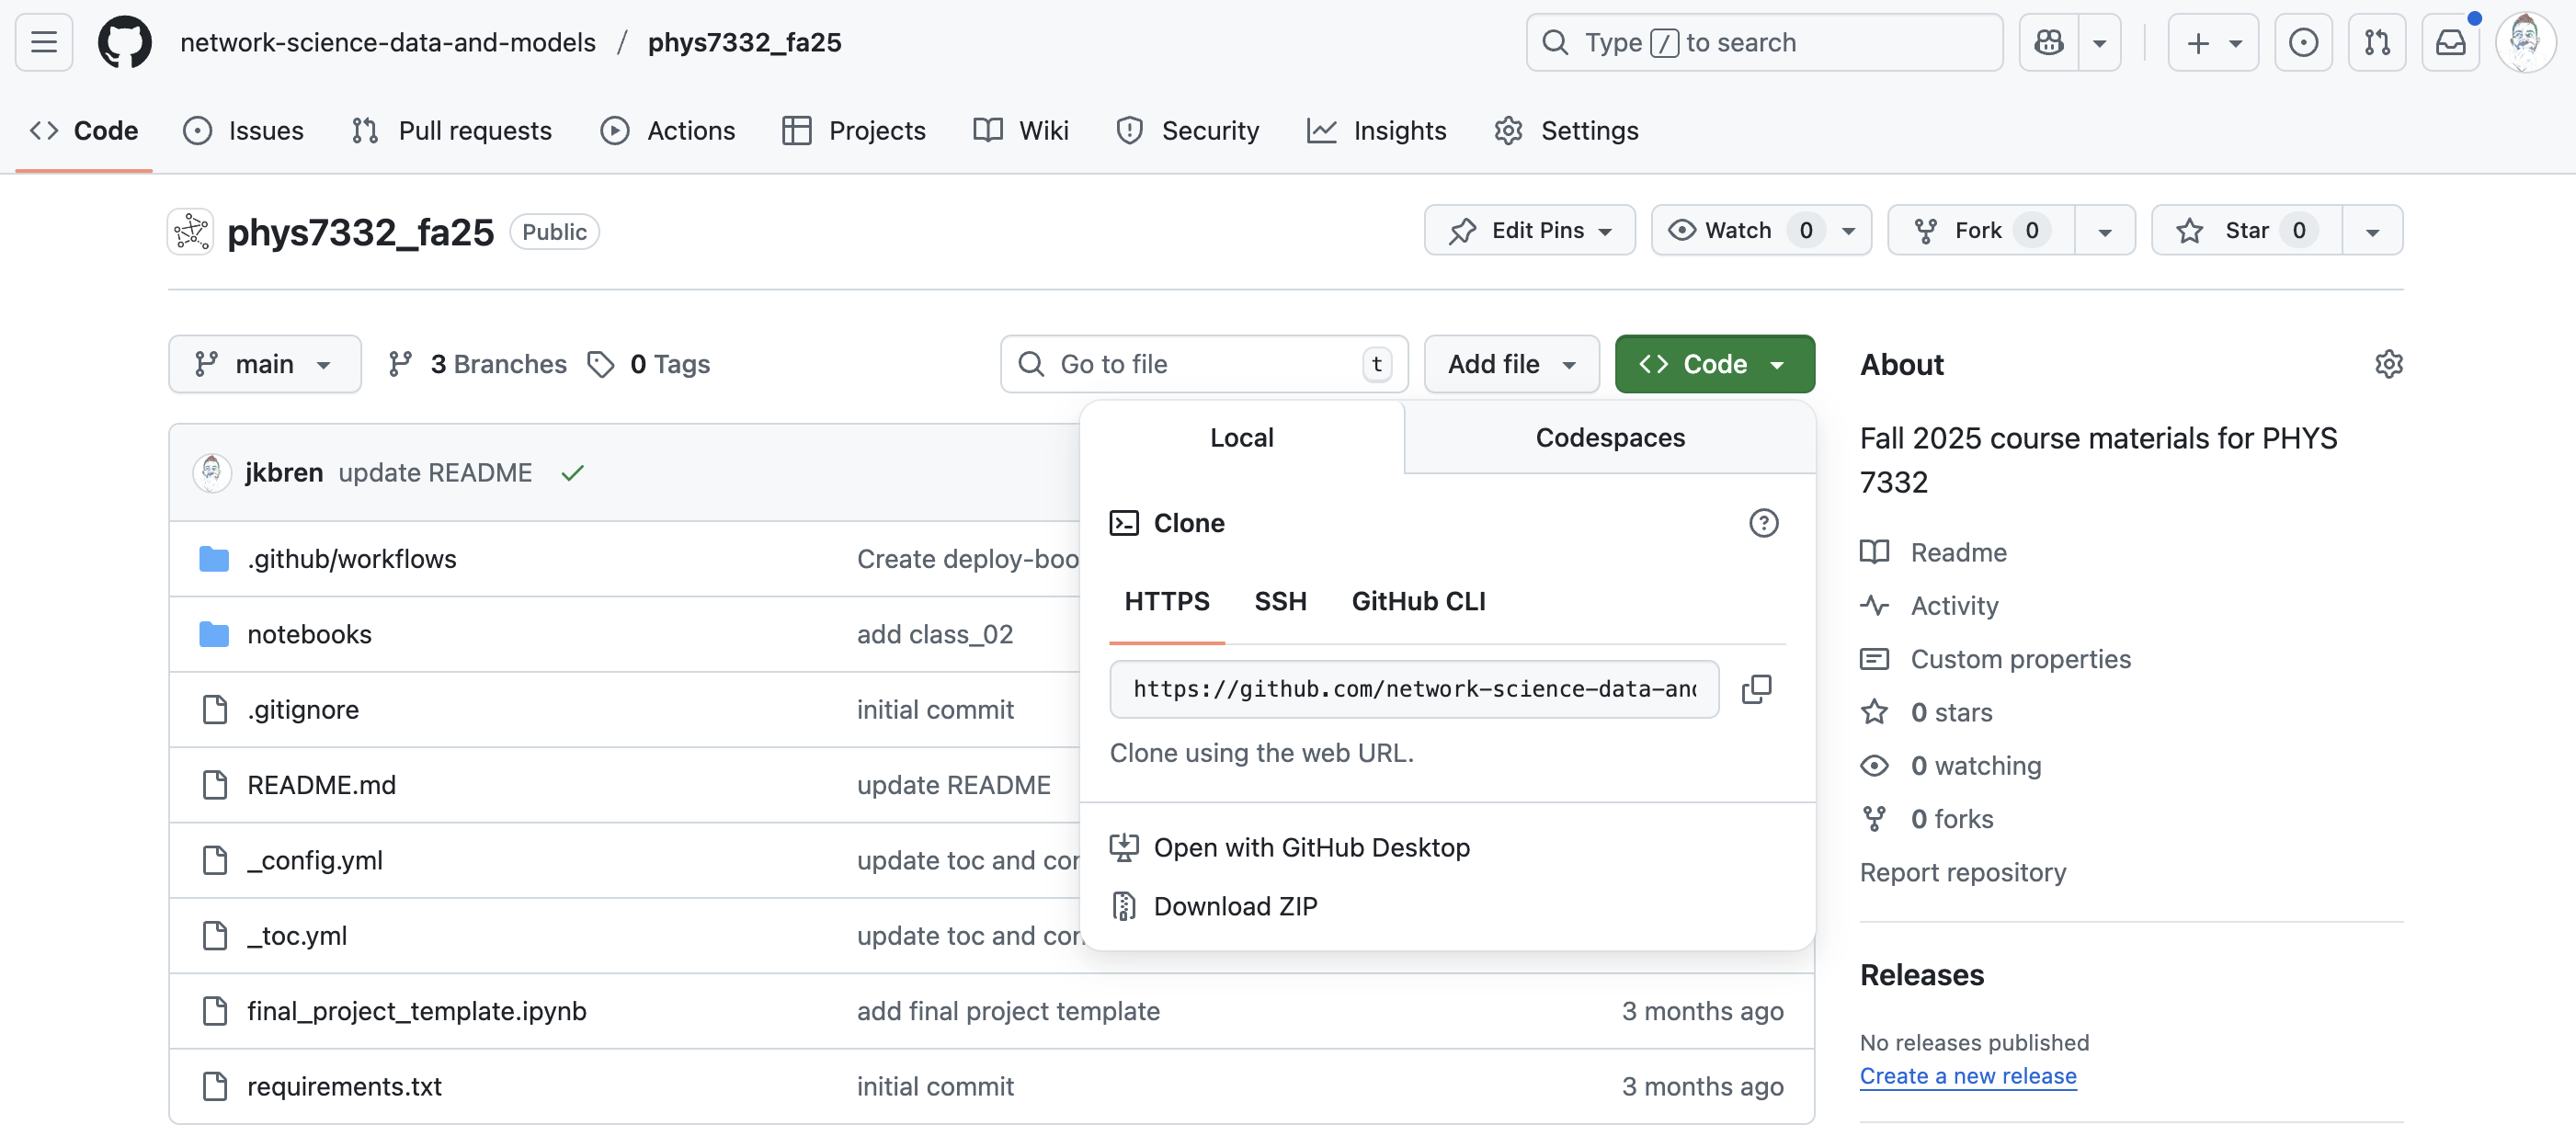 network-science-data-and-models / phys7332_fa25
Type / to search
Code
Issues
Pull requests
Actions
Projects
Wiki
Security
Insights
Settings
phys7332_fa25
Public
Edit Pins
Watch 0
Fork 0
Star 0
main
3 Branches
0 Tags
Go to file
t
Add file
Code
About
Fall 2025 course materials for PHYS
7332
Readme
Activity
Custom properties
0 stars
0 watching
0 forks
Report repository
Releases
No releases published
Create a new release
Local
Codespaces
Clone
HTTPS
SSH
GitHub CLI
https://github.com/network-science-data-and
Clone using the web URL.
Open with GitHub Desktop
Download ZIP
jkbren update README
.github/workflows Create deploy-boo
notebooks add class_02
.gitignore initial commit
README.md update README
_config.yml update toc and con
_toc.yml update toc and con
final_project_template.ipynb add final project template 3 months ago
requirements.txt initial commit 3 months ago